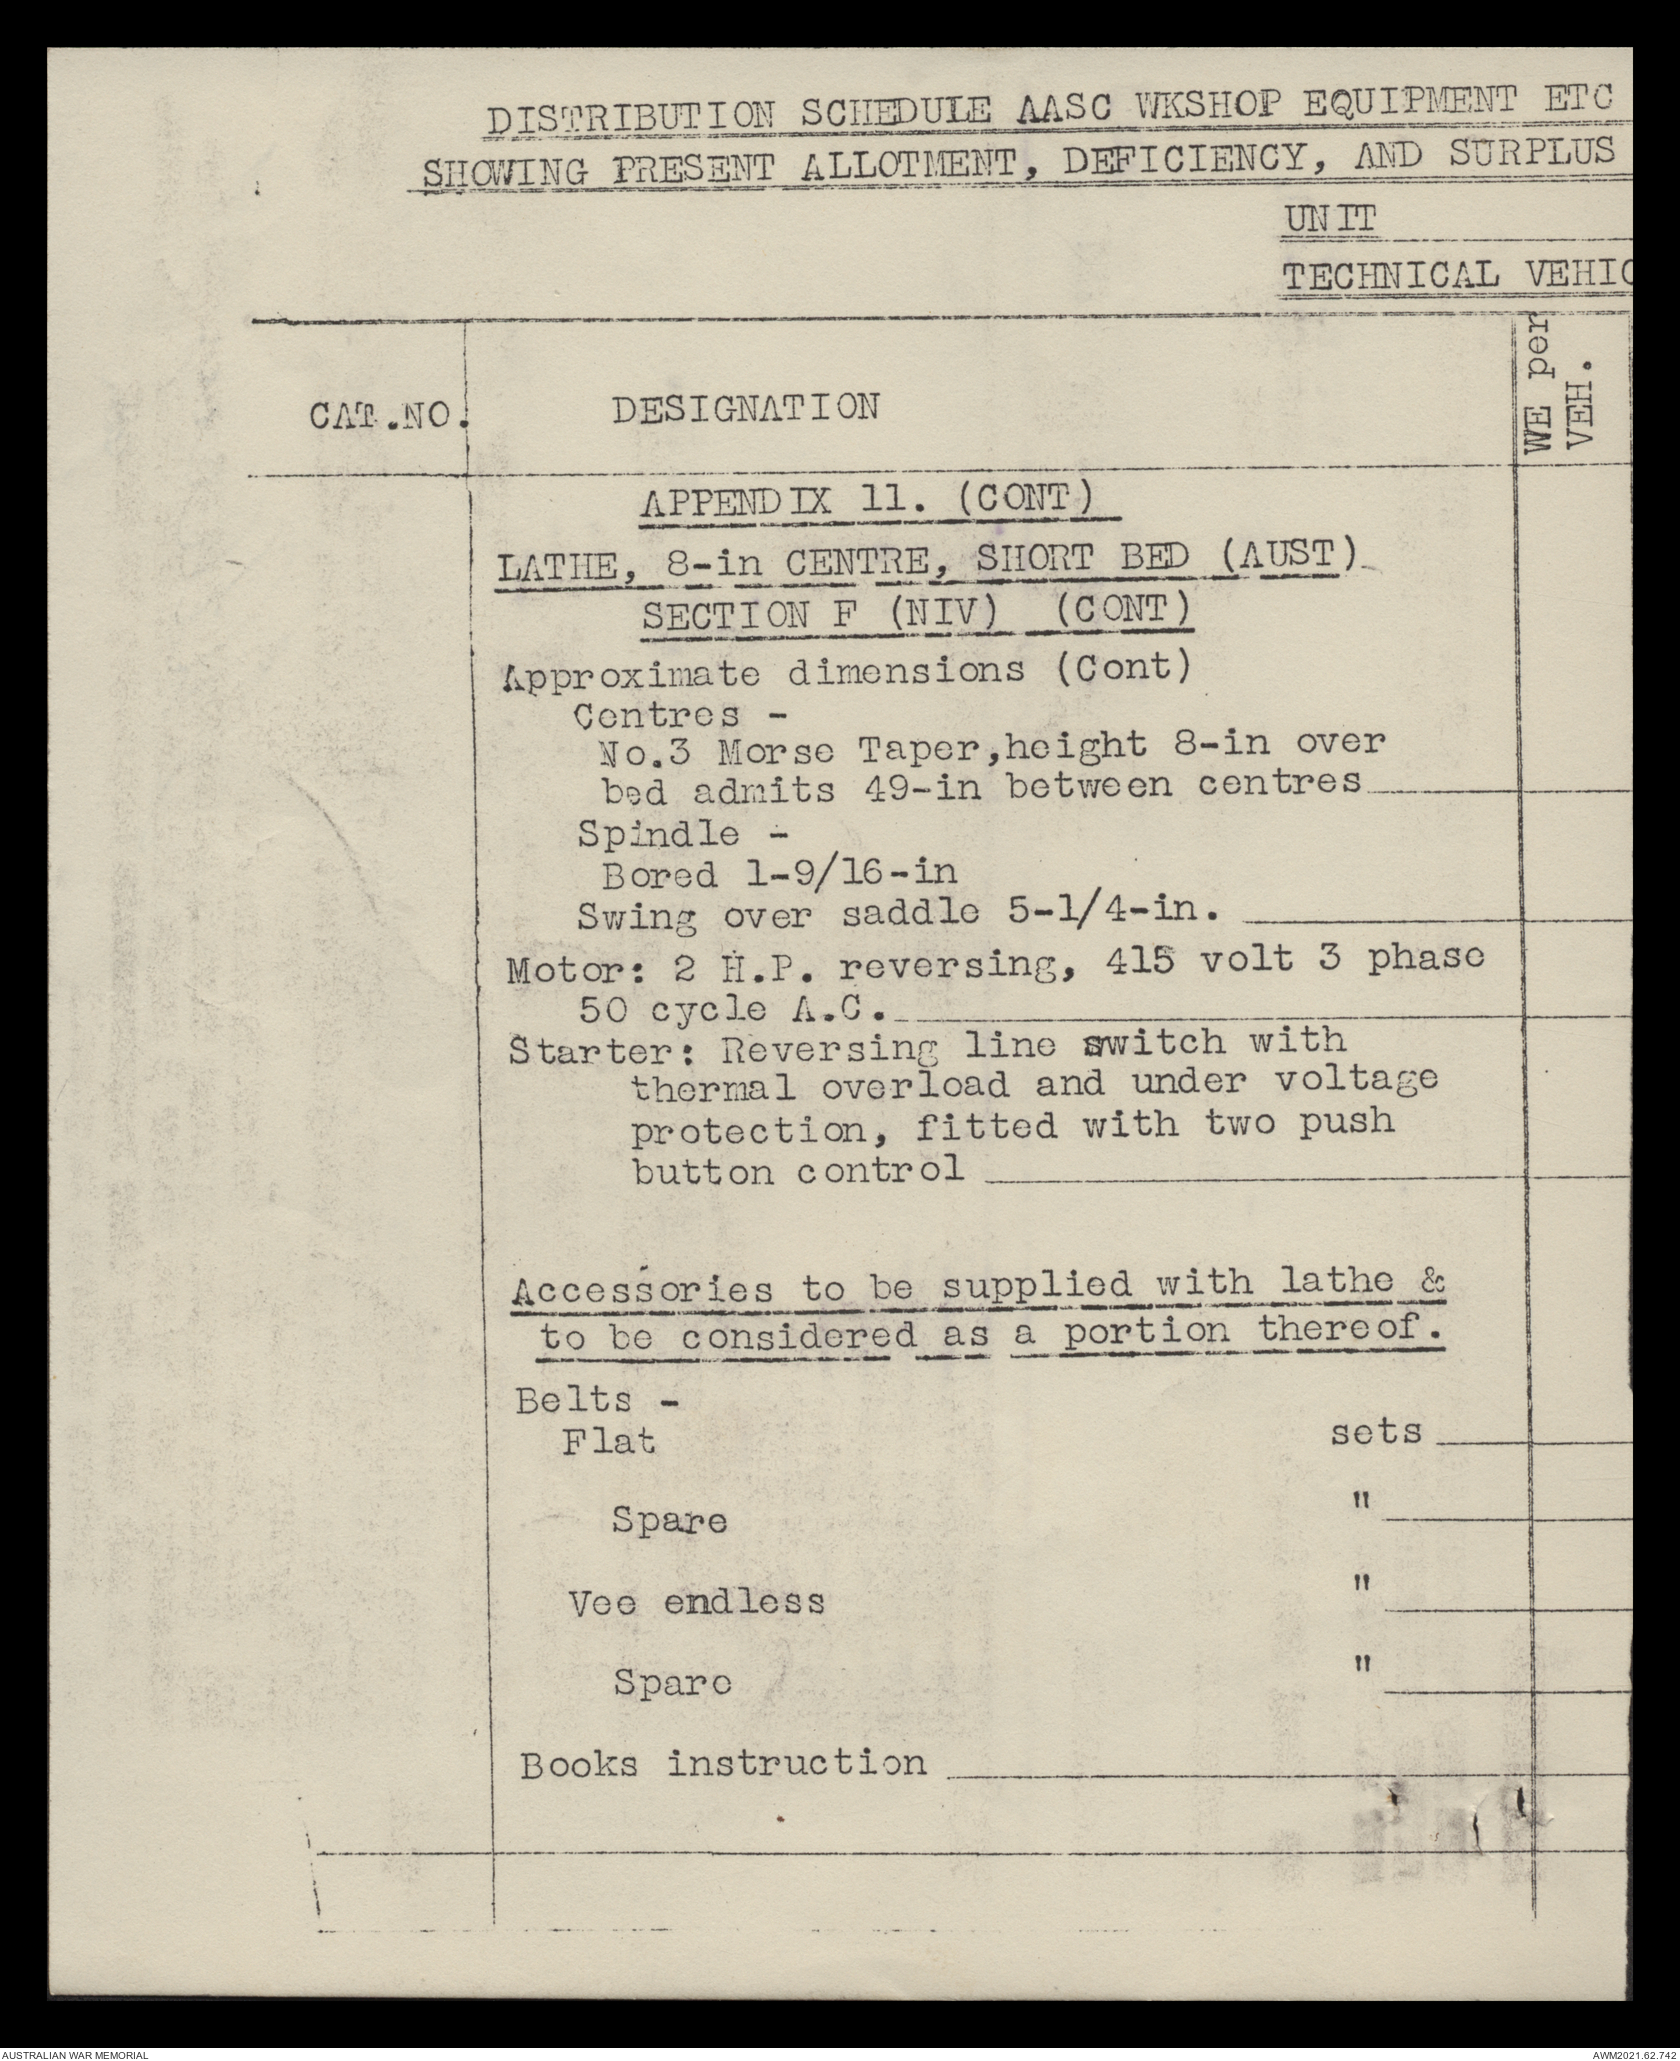 DISTRIBUTION SCHEDULE AASC WKSHOP EQUIPMENT ETC
SHOWING PRESENT ALLOTMENT, DEFICIENCY, AND SURPLUS
UNIT
TECHNICAL VEHIC
CAT.NO.
DESIGNATION
WE per
VEH.
APPENDIX 11. (CONT)
LATHE, 8-in CENTRE, SHORT BED (AUST)
SECTION F (NIV) (CONT)
Approximate dimensions (Cont)
Centres -
No.3 Morse Taper,height 8-in over
bed admits 49-in between centres
Spindle -
Bored 1-9/16-in
Swing over saddle 5-1/4-in.
Motor: 2 H.P. reversing, 415 volt 3 phase
50 cycle A.C.
Starter: Reversing line switch with
thermal overload and under voltage
protection, fitted with two push
button control
Accessories to be supplied with lathe &
to be considered as a portion thereof.
Belts -
Flat sets
Spare "
Vee endless "
Spare "
Books instruction
AUSTRALIAN WAR MEMORIAL
AWM2021.62.742